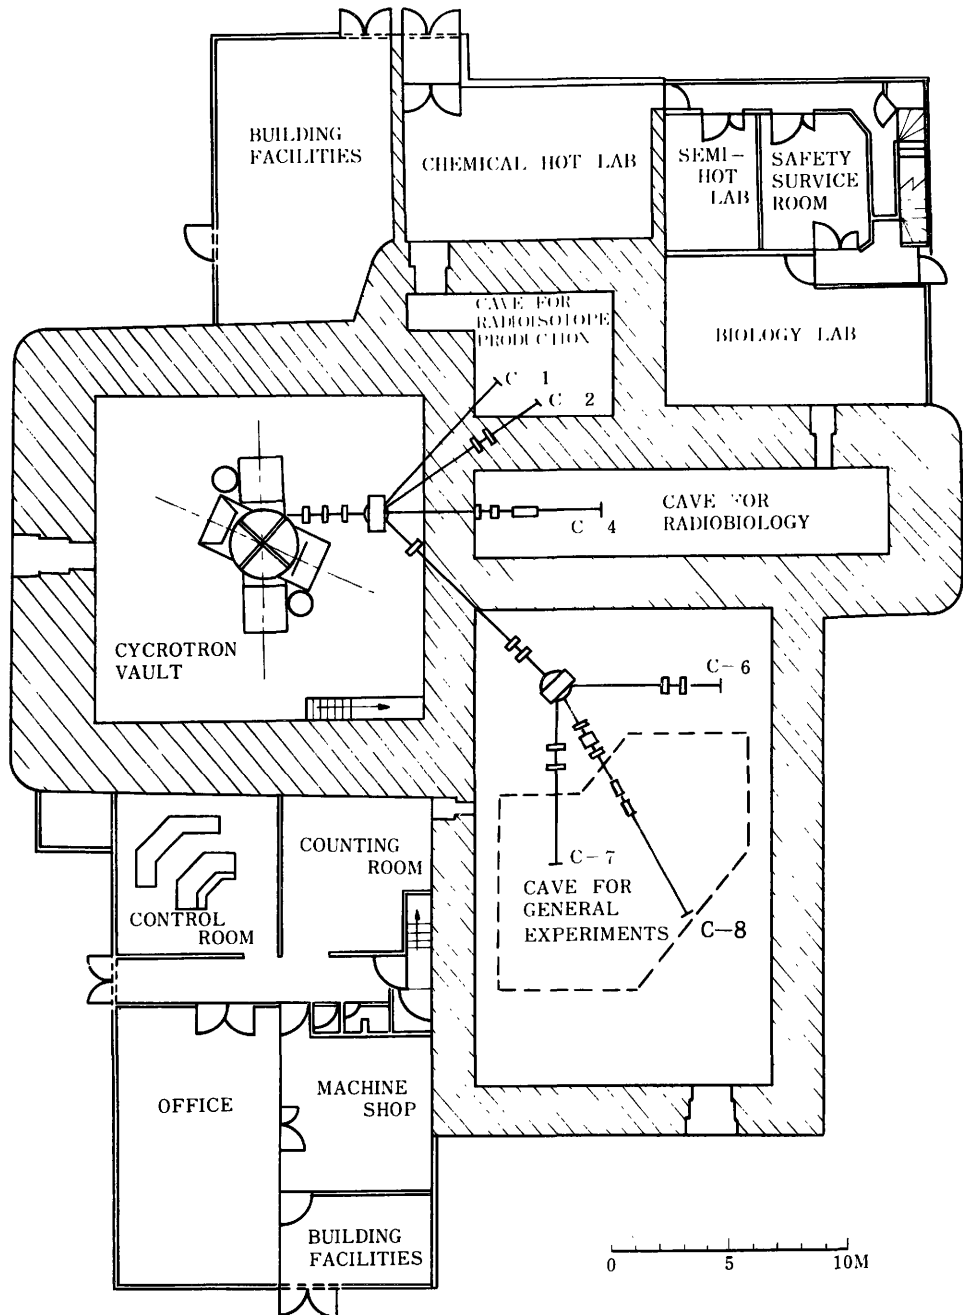 BUILDING
FACILITIES
CHEMICAL HOT LAB
SEMI-
HOT
LAB
SAFETY
SURVICE
ROOM
CAVE FOR
RADIOISOTOPE
PRODUCTION
BIOLOGY LAB
C 1
C 2
CAVE FOR
RADIOBIOLOGY
C 4
CYCROTRON
VAULT
C-6
COUNTING
ROOM
CONTROL
ROOM
C-7
CAVE FOR
GENERAL
EXPERIMENTS
C-8
OFFICE
MACHINE
SHOP
BUILDING
FACILITIES
0 5 10M